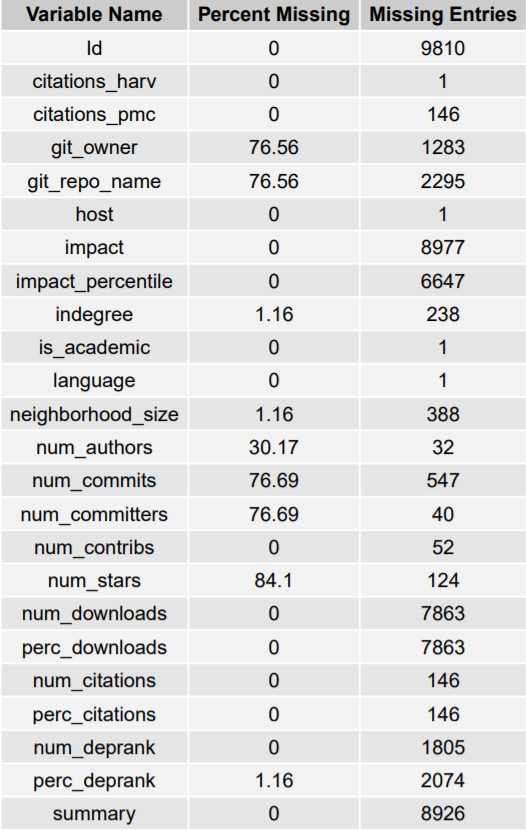 Variable Name Percent Missing Missing Entries
Id 0 9810
citations_harv 0 1
citations_pmc 0 146
git_owner 76.56 1283
git_repo_name 76.56 2295
host 0 1
impact 0 8977
impact_percentile 0 6647
indegree 1.16 238
is_academic 0 1
language 0 1
neighborhood_size 1.16 388
num_authors 30.17 32
num_commits 76.69 547
num_committers 76.69 40
num_contribs 0 52
num_stars 84.1 124
num_downloads 0 7863
perc_downloads 0 7863
num_citations 0 146
perc_citations 0 146
num_deprank 0 1805
perc_deprank 1.16 2074
summary 0 8926